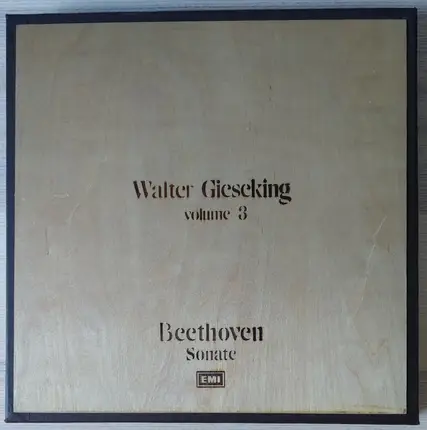 Walter Gieseking
volume 3
Beethoven
Sonate
EMI